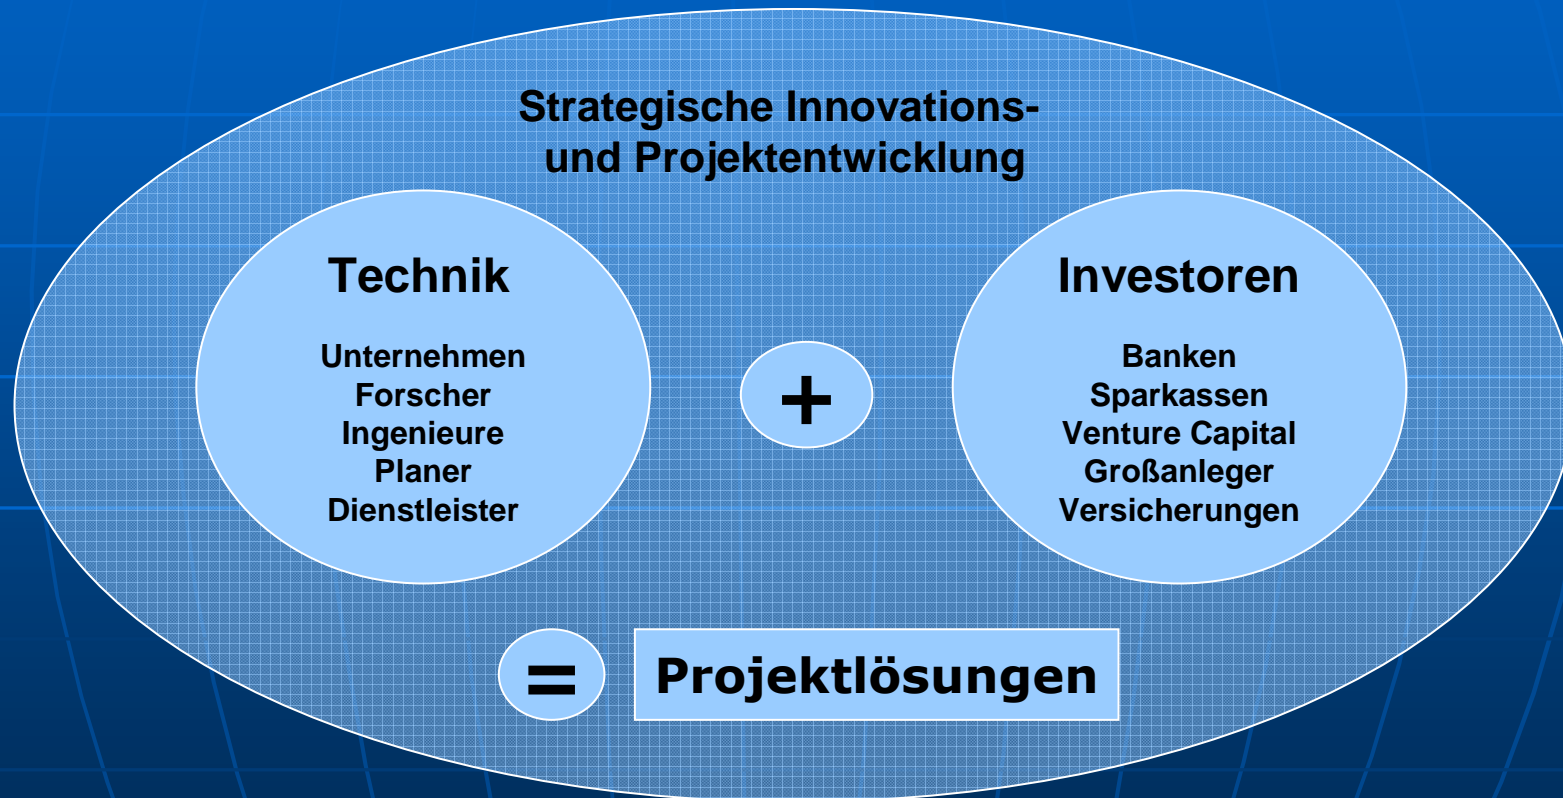 Strategische Innovations-
und Projektentwicklung
Technik
Unternehmen
Forscher
Ingenieure
Planer
Dienstleister
+
Investoren
Banken
Sparkassen
Venture Capital
Großanleger
Versicherungen
=
Projektlösungen